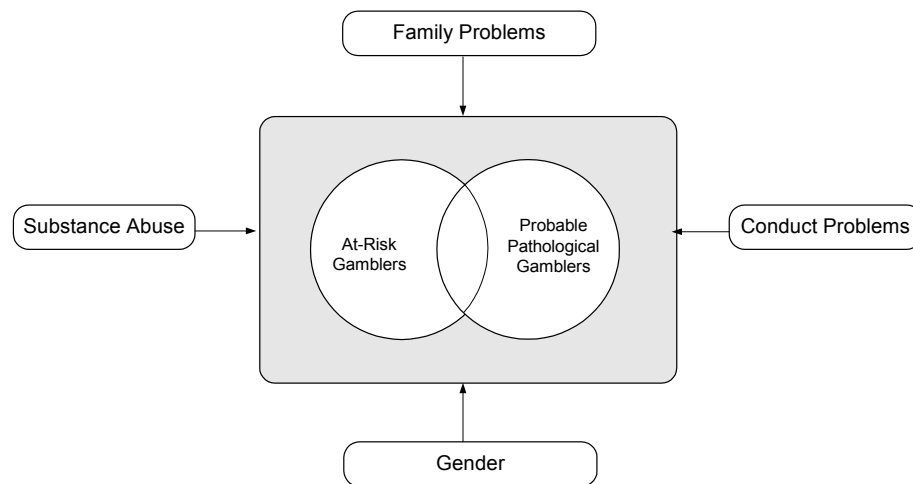 Family Problems
Substance Abuse
At-Risk
Gamblers
Probable
Pathological
Gamblers
Conduct Problems
Gender